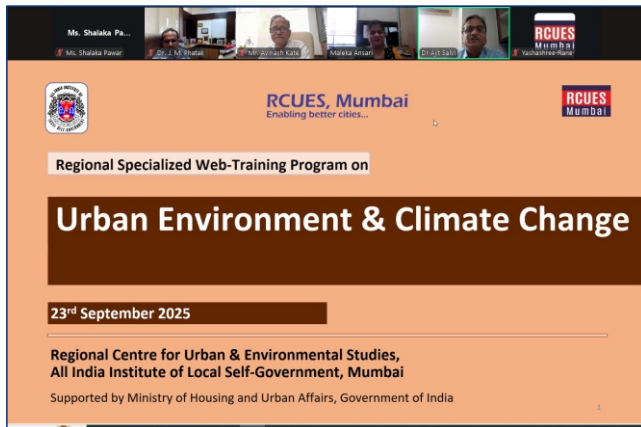 Ms. Shalaka Pa...
RCUES
Mumbai
Ms. Shalaka Pawar
Dr. J. M. Phatak
Mr. Avinash Kate
Maleka Ansari
Dr Ajit Salvi
Yashashree-Rane-
RCUES, Mumbai
Enabling better cities...
RCUES
Mumbai
Regional Specialized Web-Training Program on
Urban Environment & Climate Change
23rd September 2025
Regional Centre for Urban & Environmental Studies,
All India Institute of Local Self-Government, Mumbai
Supported by Ministry of Housing and Urban Affairs, Government of India
1